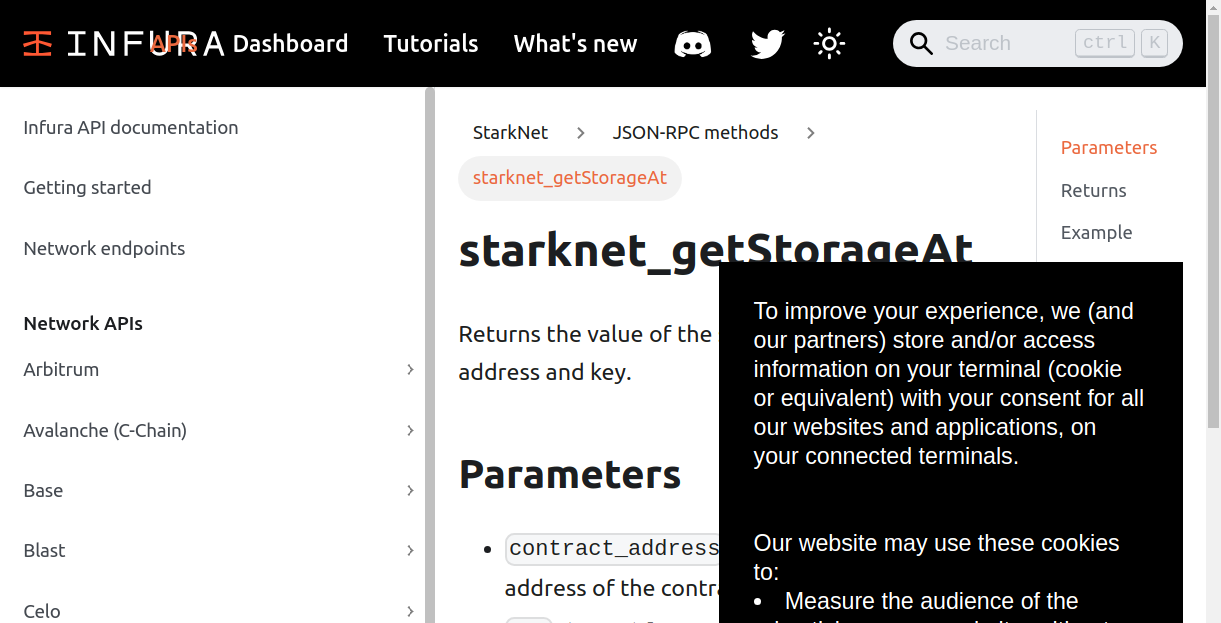 INFURA APIs Dashboard Tutorials What's new Search ctrl K
Infura API documentation
Getting started
Network endpoints
Network APIs
Arbitrum
Avalanche (C-Chain)
Base
Blast
Celo
StarkNet JSON-RPC methods
starknet_getStorageAt
starknet_getStorageAt
Returns the value of the
address and key.
Parameters
contract_address
address of the contra
Parameters
Returns
Example
To improve your experience, we (and
our partners) store and/or access
information on your terminal (cookie
or equivalent) with your consent for all
our websites and applications, on
your connected terminals.
Our website may use these cookies
to:
• Measure the audience of the